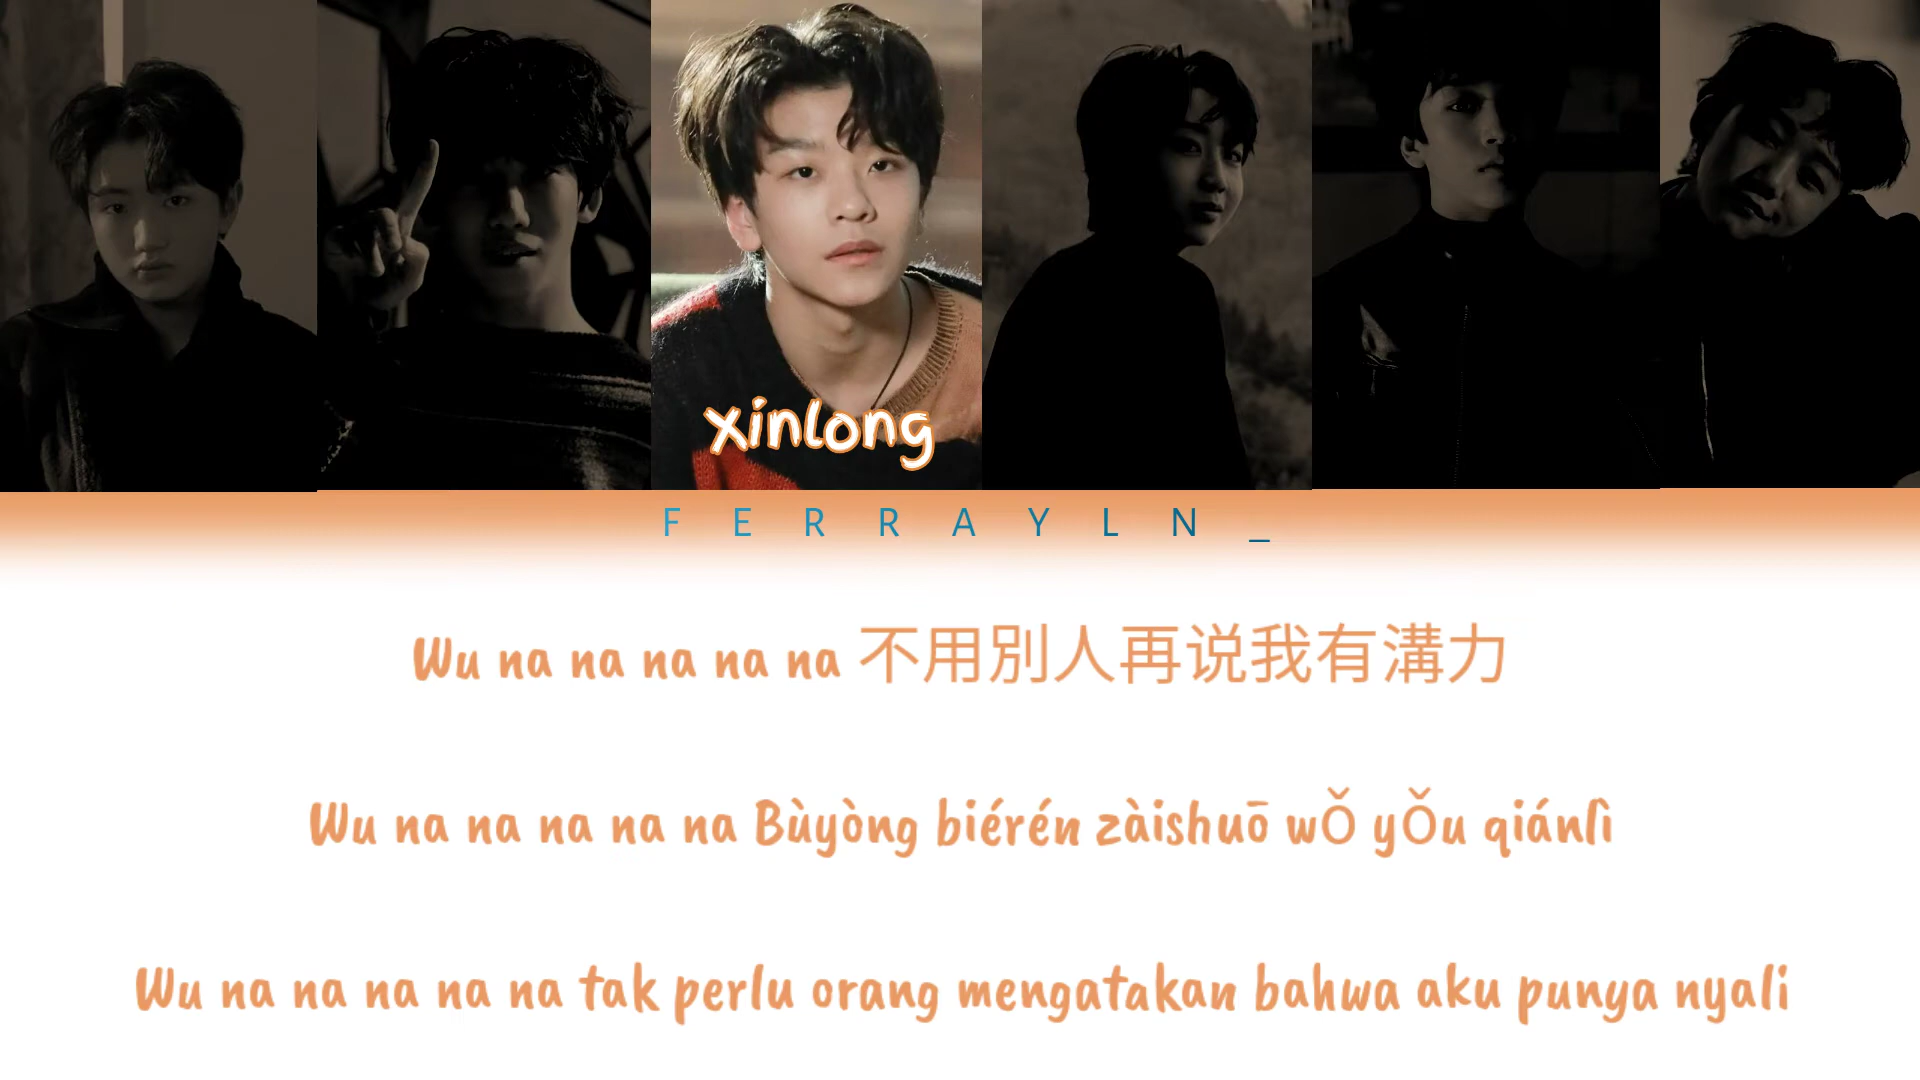 xinlong
FERRAYLN_
Wu na na na na na 不用別人再说我有溝力
Wu na na na na na Bùyòng biérén zàishuō wǑ yǑu qiánlì
Wu na na na na na tak perlu orang mengatakan bahwa aku punya nyali